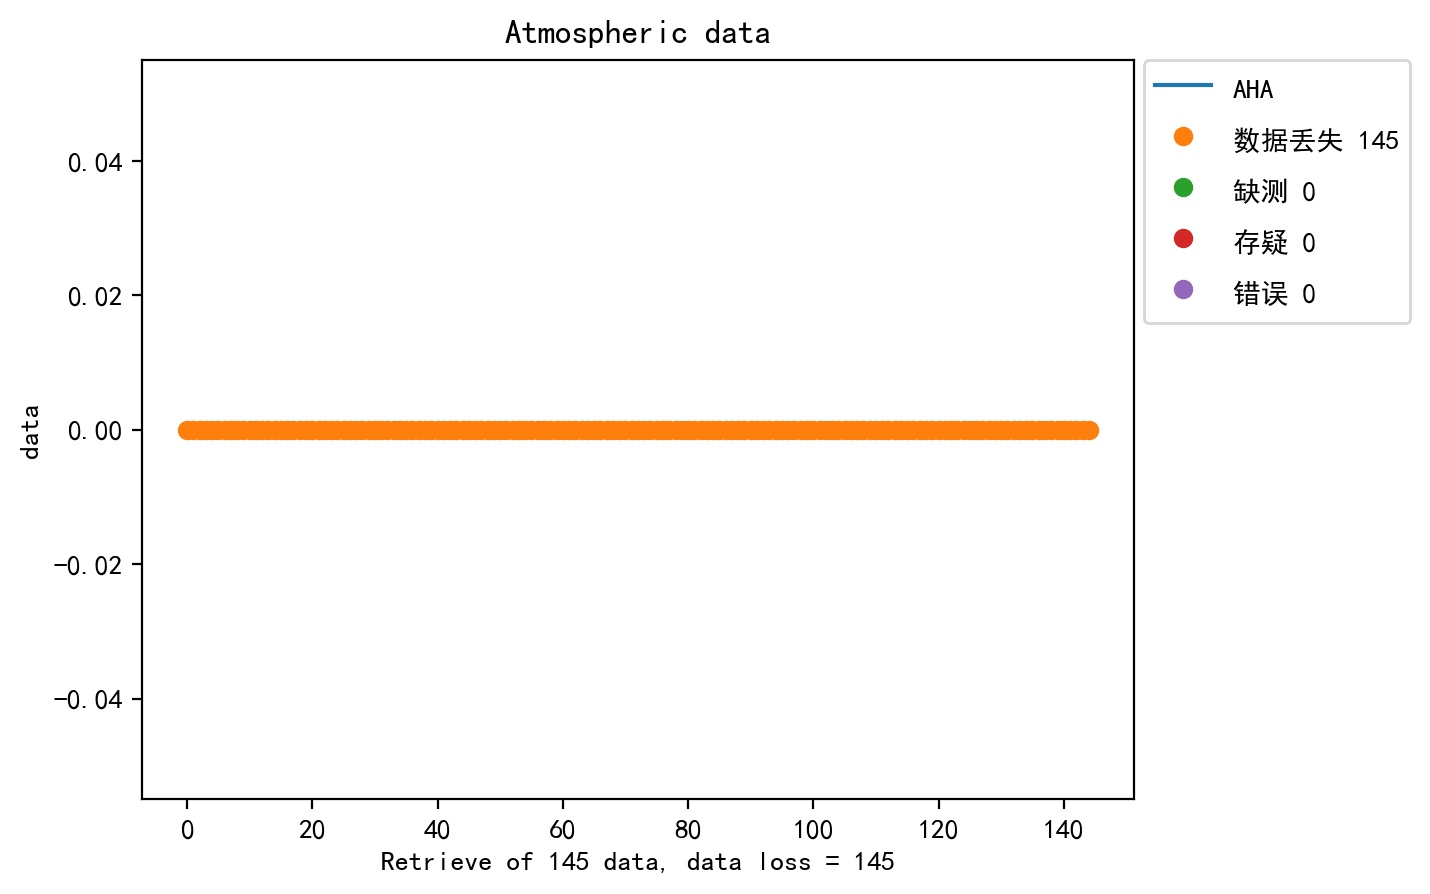 Atmospheric data
AHA
数据丢失 145
缺测 0
存疑 0
错误 0
0.04
0.02
0.00
-0.02
-0.04
data
0 20 40 60 80 100 120 140
Retrieve of 145 data, data loss = 145